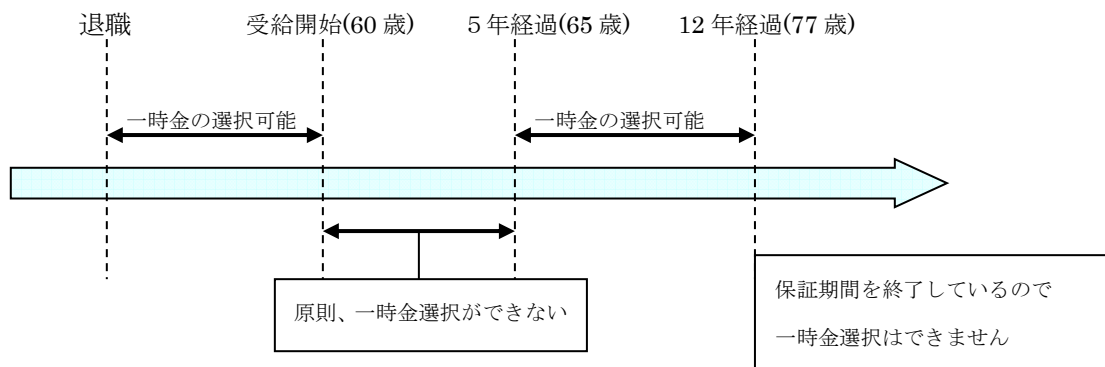 退職
受給開始(60 歳)
５年経過(65 歳)
12 年経過(77 歳)
一時金の選択可能
一時金の選択可能
原則、一時金選択ができない
保証期間を終了しているので
一時金選択はできません